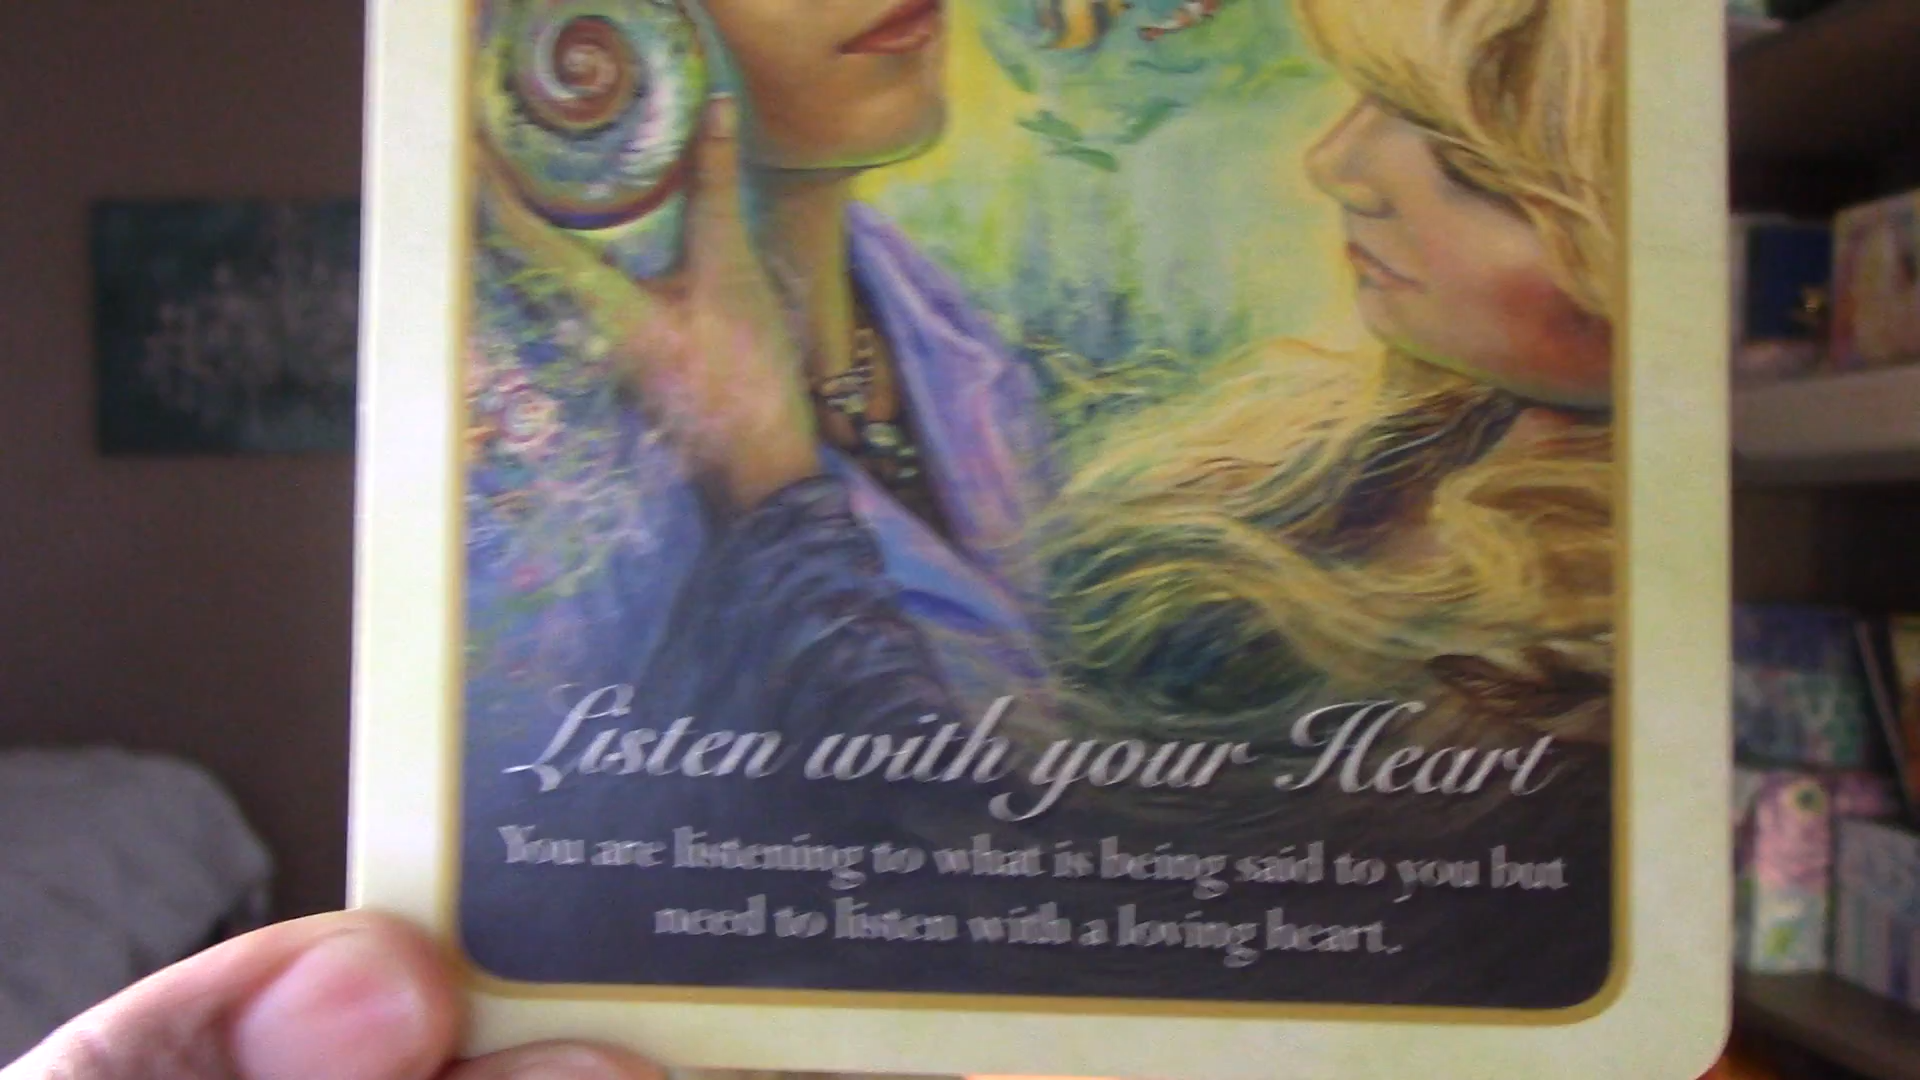 Listen with your Heart
You are listening to what is being said to you but
need to listen with a loving heart.